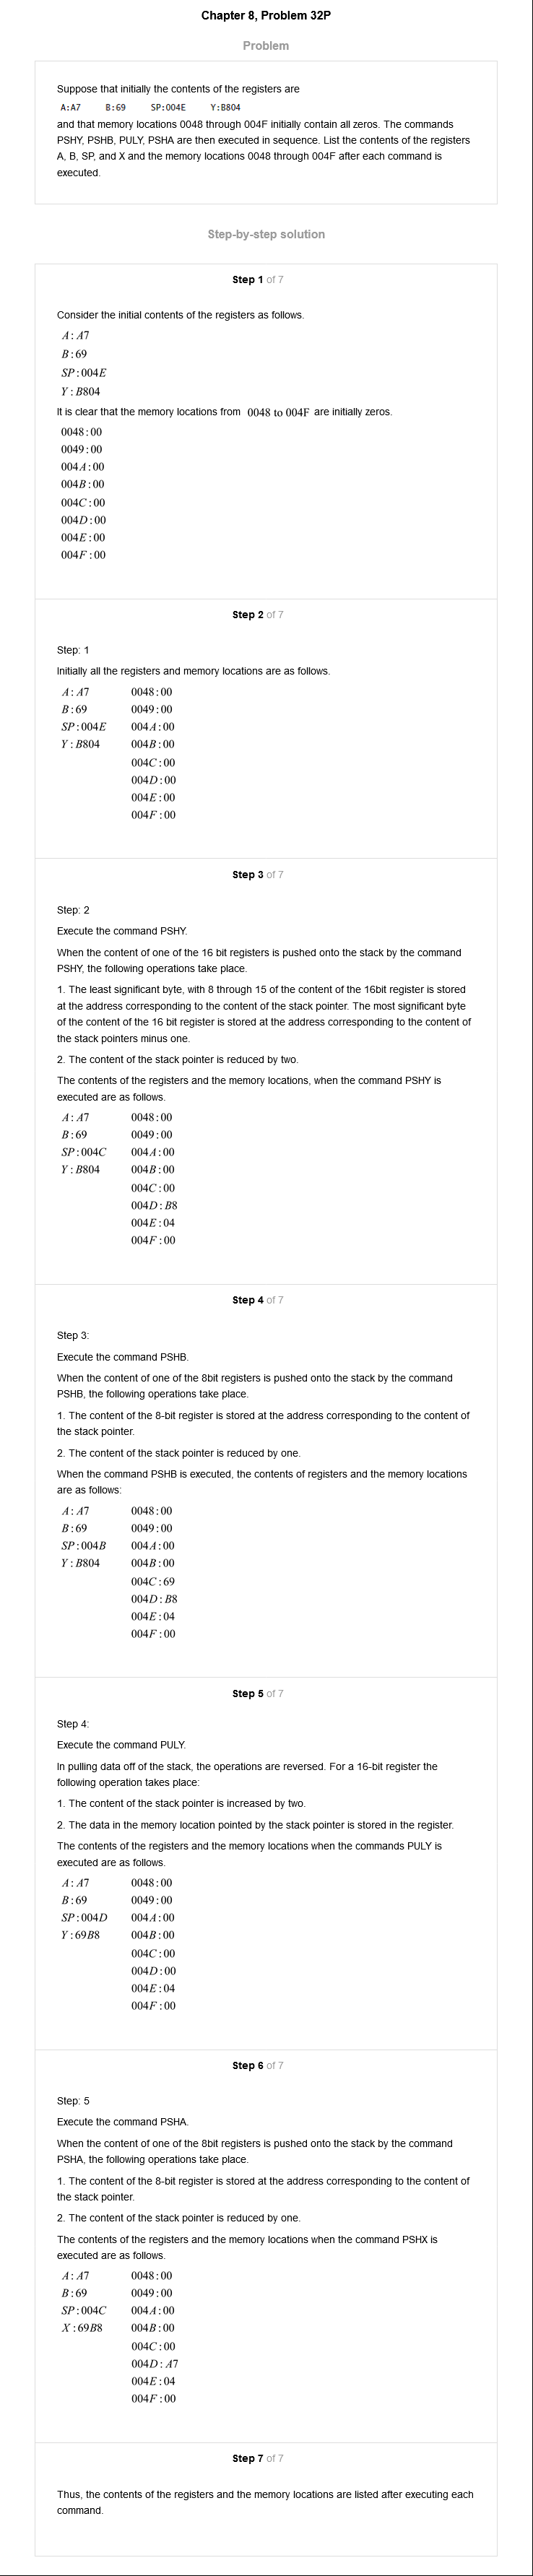 Chapter 8, Problem 32P
Problem
Suppose that initially the contents of the registers are
A:A7 B:69 SP:004E Y:B804
and that memory locations 0048 through 004F initially contain all zeros. The commands
PSHY, PSHB, PULY, PSHA are then executed in sequence. List the contents of the registers
A, B, SP, and X and the memory locations 0048 through 004F after each command is
executed.
Step-by-step solution
Step 1 of 7
Consider the initial contents of the registers as follows.
A: A7
B:69
SP:004E
Y:B804
It is clear that the memory locations from 0048 to 004F are initially zeros.
0048:00
0049:00
004A:00
004B:00
004C:00
004D:00
004E:00
004F:00
Step 2 of 7
Step: 1
Initially all the registers and memory locations are as follows.
A: A7 0048:00
B:69 0049:00
SP:004E 004A:00
Y:B804 004B:00
004C:00
004D:00
004E:00
004F:00
Step 3 of 7
Step: 2
Execute the command PSHY.
When the content of one of the 16 bit registers is pushed onto the stack by the command
PSHY, the following operations take place.
1. The least significant byte, with 8 through 15 of the content of the 16bit register is stored
at the address corresponding to the content of the stack pointer. The most significant byte
of the content of the 16 bit register is stored at the address corresponding to the content of
the stack pointers minus one.
2. The content of the stack pointer is reduced by two.
The contents of the registers and the memory locations, when the command PSHY is
executed are as follows.
A: A7 0048:00
B:69 0049:00
SP:004C 004A:00
Y:B804 004B:00
004C:00
004D:B8
004E:04
004F:00
Step 4 of 7
Step 3:
Execute the command PSHB.
When the content of one of the 8bit registers is pushed onto the stack by the command
PSHB, the following operations take place.
1. The content of the 8-bit register is stored at the address corresponding to the content of
the stack pointer.
2. The content of the stack pointer is reduced by one.
When the command PSHB is executed, the contents of registers and the memory locations
are as follows:
A: A7 0048:00
B:69 0049:00
SP:004B 004A:00
Y:B804 004B:00
004C:69
004D:B8
004E:04
004F:00
Step 5 of 7
Step 4:
Execute the command PULY.
In pulling data off of the stack, the operations are reversed. For a 16-bit register the
following operation takes place:
1. The content of the stack pointer is increased by two.
2. The data in the memory location pointed by the stack pointer is stored in the register.
The contents of the registers and the memory locations when the commands PULY is
executed are as follows.
A: A7 0048:00
B:69 0049:00
SP:004D 004A:00
Y:69B8 004B:00
004C:00
004D:00
004E:04
004F:00
Step 6 of 7
Step: 5
Execute the command PSHA.
When the content of one of the 8bit registers is pushed onto the stack by the command
PSHA, the following operations take place.
1. The content of the 8-bit register is stored at the address corresponding to the content of
the stack pointer.
2. The content of the stack pointer is reduced by one.
The contents of the registers and the memory locations when the command PSHX is
executed are as follows.
A: A7 0048:00
B:69 0049:00
SP:004C 004A:00
X:69B8 004B:00
004C:00
004D: A7
004E:04
004F:00
Step 7 of 7
Thus, the contents of the registers and the memory locations are listed after executing each
command.